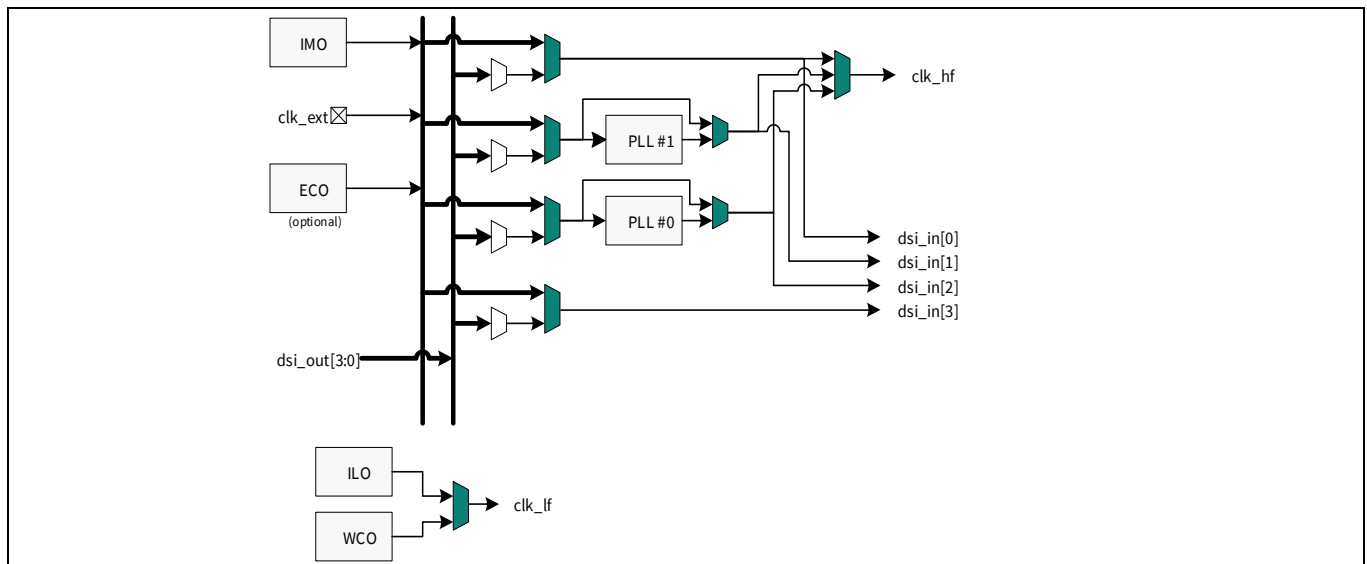 IMO
clk_hf
clk_ext
PLL #1
ECO
(optional)
PLL #0
dsi_in[0]
dsi_in[1]
dsi_in[2]
dsi_in[3]
dsi_out[3:0]
ILO
clk_lf
WCO